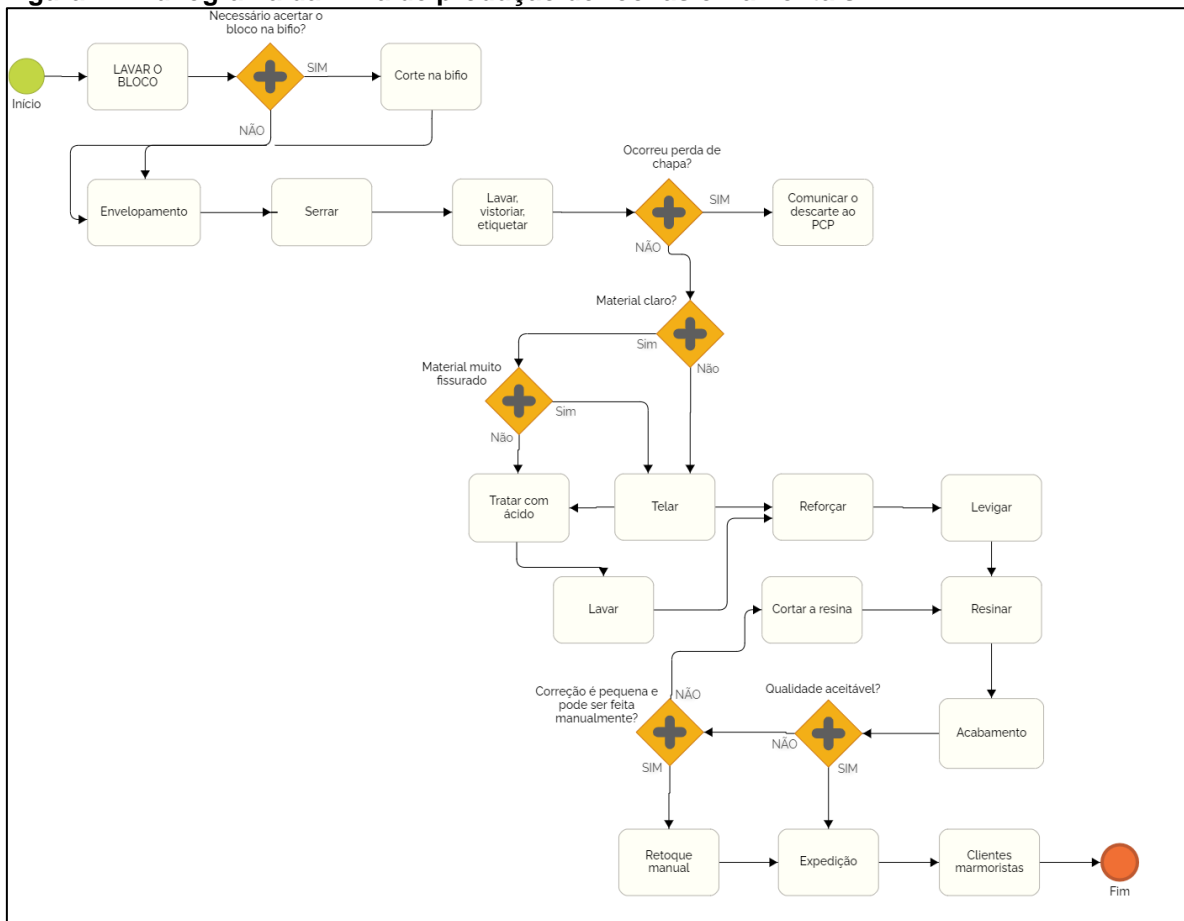 Necessário acertar o
bloco na bifio?
LAVAR O
BLOCO
SIM
Corte na bifio
Início
NÃO
Ocorreu perda de
chapa?
Envelopamento
Serrar
Lavar,
vistoriar,
etiquetar
SIM
Comunicar o
descarte ao
PCP
NÃO
Material claro?
Sim
Não
Material muito
fissurado
Sim
Não
Tratar com
ácido
Telar
Reforçar
Levigar
Lavar
Cortar a resina
Resinar
Correção é pequena e
pode ser feita
manualmente?
NÃO
Qualidade aceitável?
NÃO
Acabamento
SIM
SIM
Retoque
manual
Expedição
Clientes
marmoristas
Fim